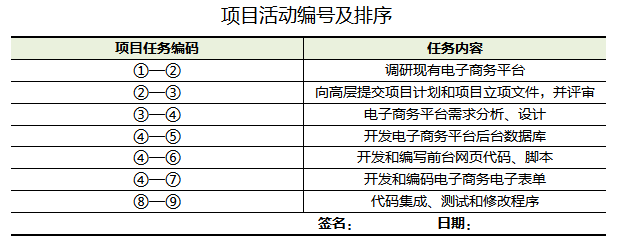 项目活动编号及排序
项目任务编码 任务内容
①—② 调研现有电子商务平台
②—③ 向高层提交项目计划和项目立项文件，并评审
③—④ 电子商务平台需求分析、设计
④—⑤ 开发电子商务平台后台数据库
④—⑥ 开发和编写前台网页代码、脚本
④—⑦ 开发和编码电子商务电子表单
⑧—⑨ 代码集成、测试和修改程序
签名： 日期：